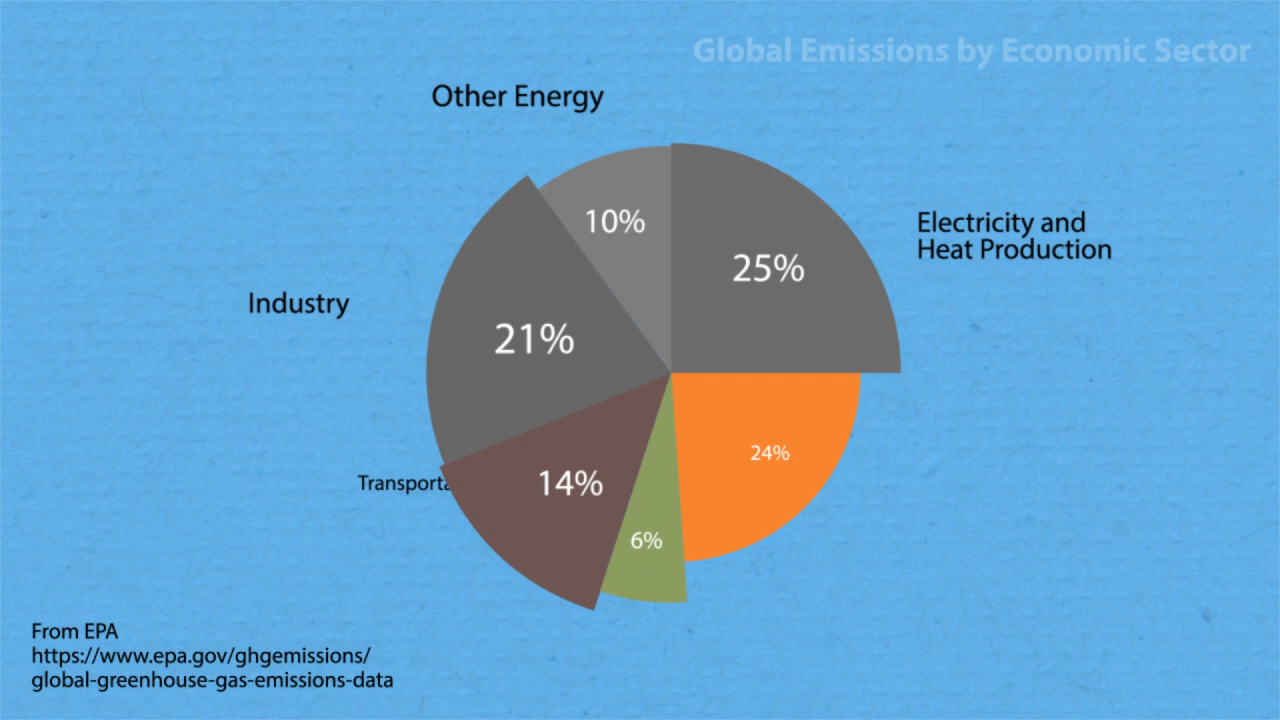 Global Emissions by Economic Sector
Other Energy
10%
25%
Electricity and
Heat Production
Industry
21%
24%
Transporta
14%
6%
From EPA
https://www.epa.gov/ghgemissions/
global-greenhouse-gas-emissions-data